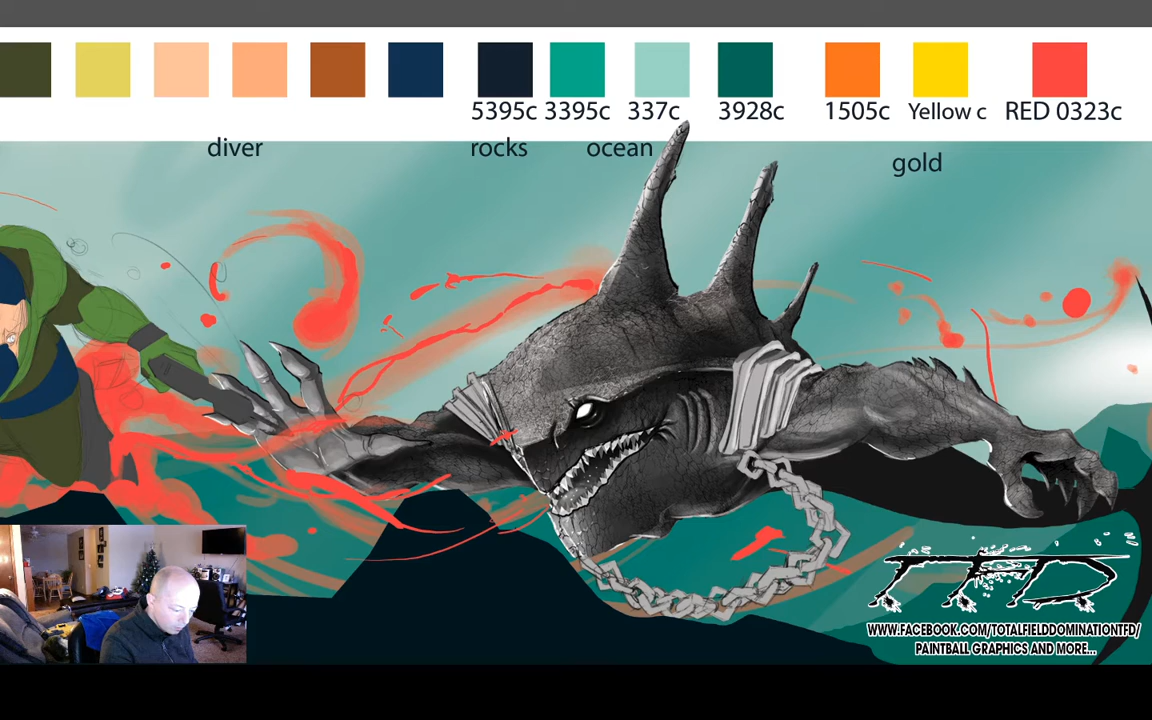 5395c 3395c 337c 3928c 1505c Yellow c RED 0323c
diver rocks ocean gold
TFD
WWW.FACEBOOK.COM/TOTALFIELDDOMINATIONTFD/
PAINTBALL GRAPHICS AND MORE...